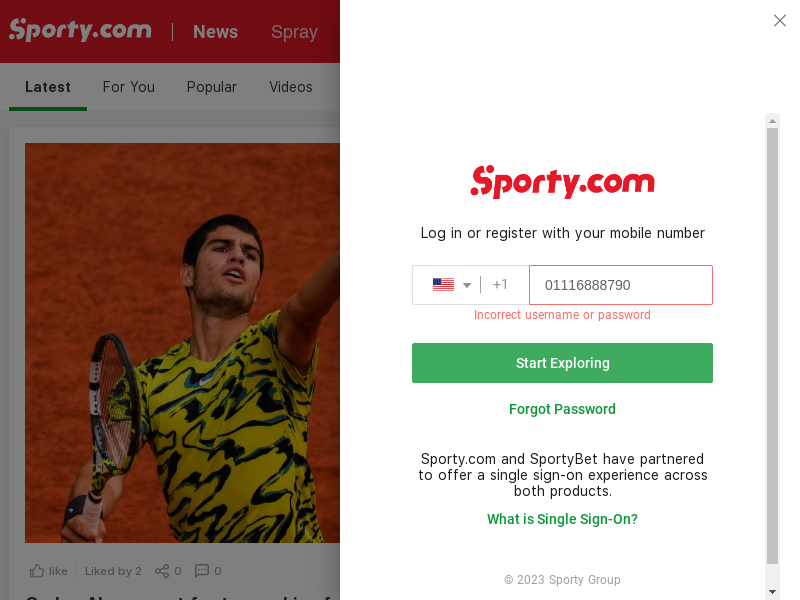 Sporty.com
News
Spray
Latest
For You
Popular
Videos
Sporty.com
Log in or register with your mobile number
+1
01116888790
Incorrect username or password
Start Exploring
Forgot Password
Sporty.com and SportyBet have partnered
to offer a single sign-on experience across
both products.
What is Single Sign-On?
© 2023 Sporty Group
like
Liked by 2
0
0